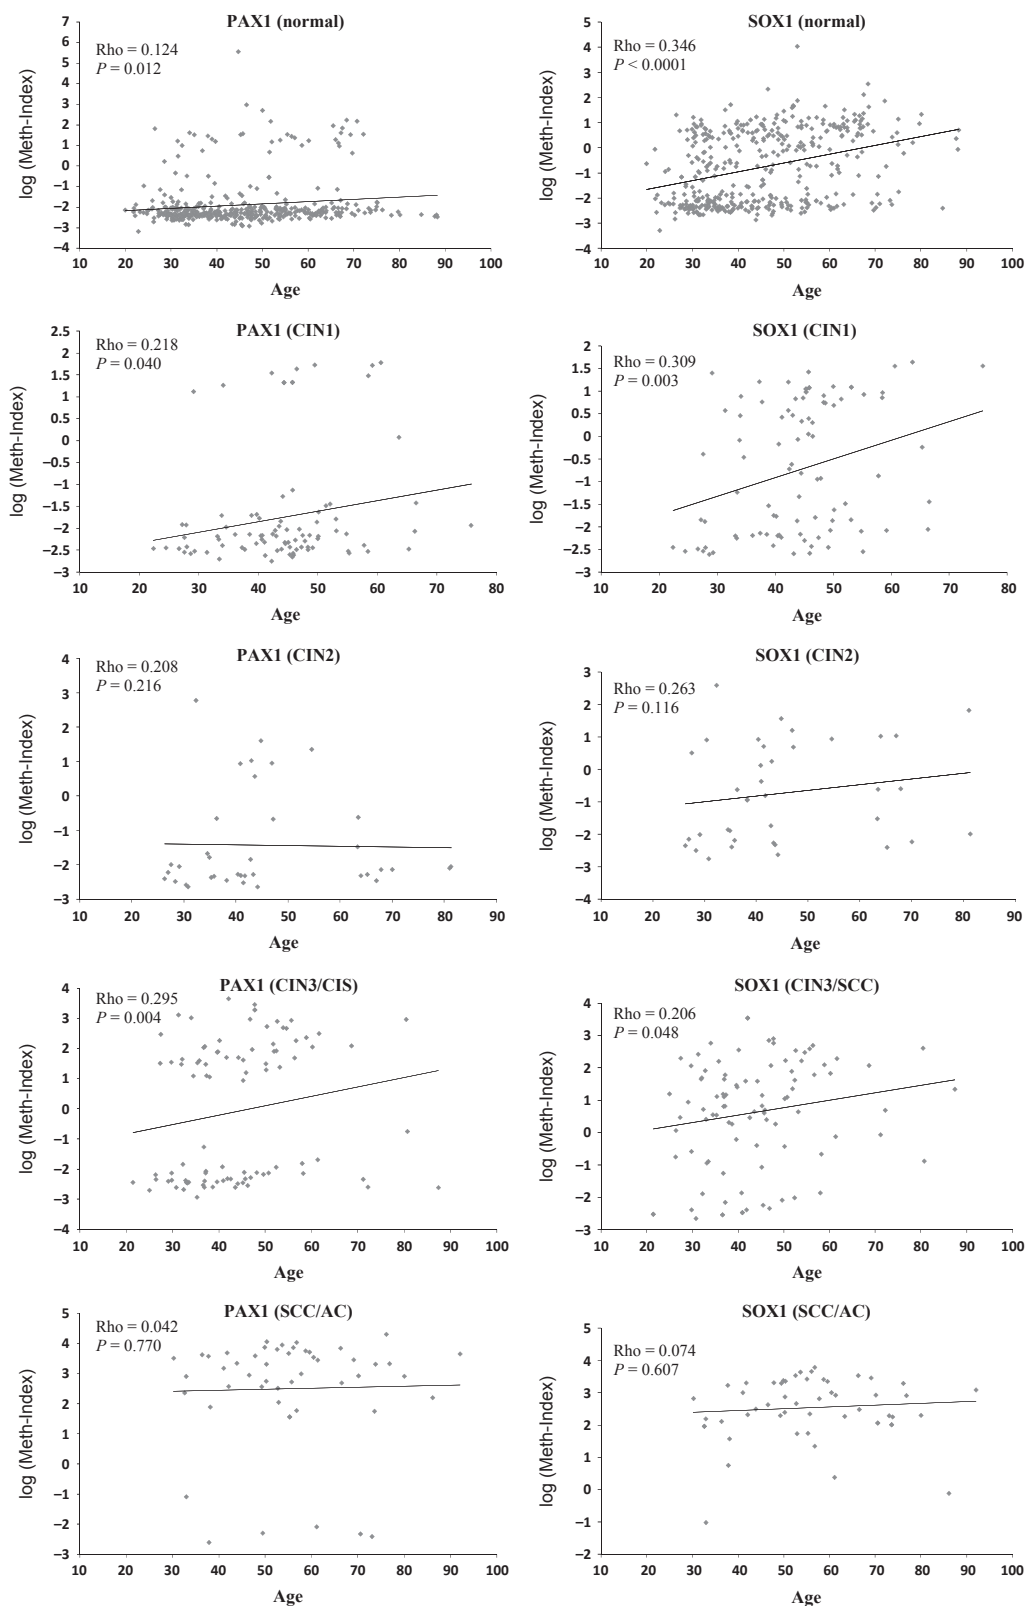 PAX1 (normal)
Rho = 0.124
P = 0.012
log (Meth-Index)
7
6
5
4
3
2
1
0
−1
−2
−3
−4
10 20 30 40 50 60 70 80 90 100
Age
SOX1 (normal)
Rho = 0.346
P < 0.0001
log (Meth-Index)
5
4
3
2
1
0
−1
−2
−3
−4
10 20 30 40 50 60 70 80 90 100
Age
PAX1 (CIN1)
Rho = 0.218
P = 0.040
log (Meth-Index)
2.5
2
1.5
1
0.5
0
−0.5
−1
−1.5
−2
−2.5
−3
10 20 30 40 50 60 70 80
Age
SOX1 (CIN1)
Rho = 0.309
P = 0.003
log (Meth-Index)
2
1.5
1
0.5
0
−0.5
−1
−1.5
−2
−2.5
−3
10 20 30 40 50 60 70 80
Age
PAX1 (CIN2)
Rho = 0.208
P = 0.216
log (Meth-Index)
4
3
2
1
0
−1
−2
−3
10 20 30 40 50 60 70 80 90
Age
SOX1 (CIN2)
Rho = 0.263
P = 0.116
log (Meth-Index)
3
2
1
0
−1
−2
−3
−4
10 20 30 40 50 60 70 80 90
Age
PAX1 (CIN3/CIS)
Rho = 0.295
P = 0.004
log (Meth-Index)
4
3
2
1
0
−1
−2
−3
−4
10 20 30 40 50 60 70 80 90 100
Age
SOX1 (CIN3/SCC)
Rho = 0.206
P = 0.048
log (Meth-Index)
4
3
2
1
0
−1
−2
−3
10 20 30 40 50 60 70 80 90 100
Age
PAX1 (SCC/AC)
Rho = 0.042
P = 0.770
log (Meth-Index)
5
4
3
2
1
0
−1
−2
−3
10 20 30 40 50 60 70 80 90 100
Age
SOX1 (SCC/AC)
Rho = 0.074
P = 0.607
log (Meth-Index)
5
4
3
2
1
0
−1
−2
10 20 30 40 50 60 70 80 90 100
Age